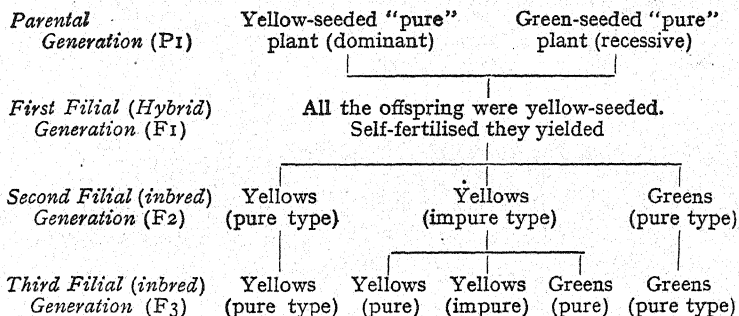 Parental Yellow-seeded "pure" Green-seeded "pure"
Generation (P1) plant (dominant) plant (recessive)
First Filial (Hybrid) All the offspring were yellow-seeded.
Generation (F1) Self-fertilised they yielded
Second Filial (inbred) Yellows Yellows Greens
Generation (F2) (pure type) (impure type) (pure type)
Third Filial (inbred) Yellows Yellows Yellows Greens Greens
Generation (F3) (pure type) (pure) (impure) (pure) (pure type)